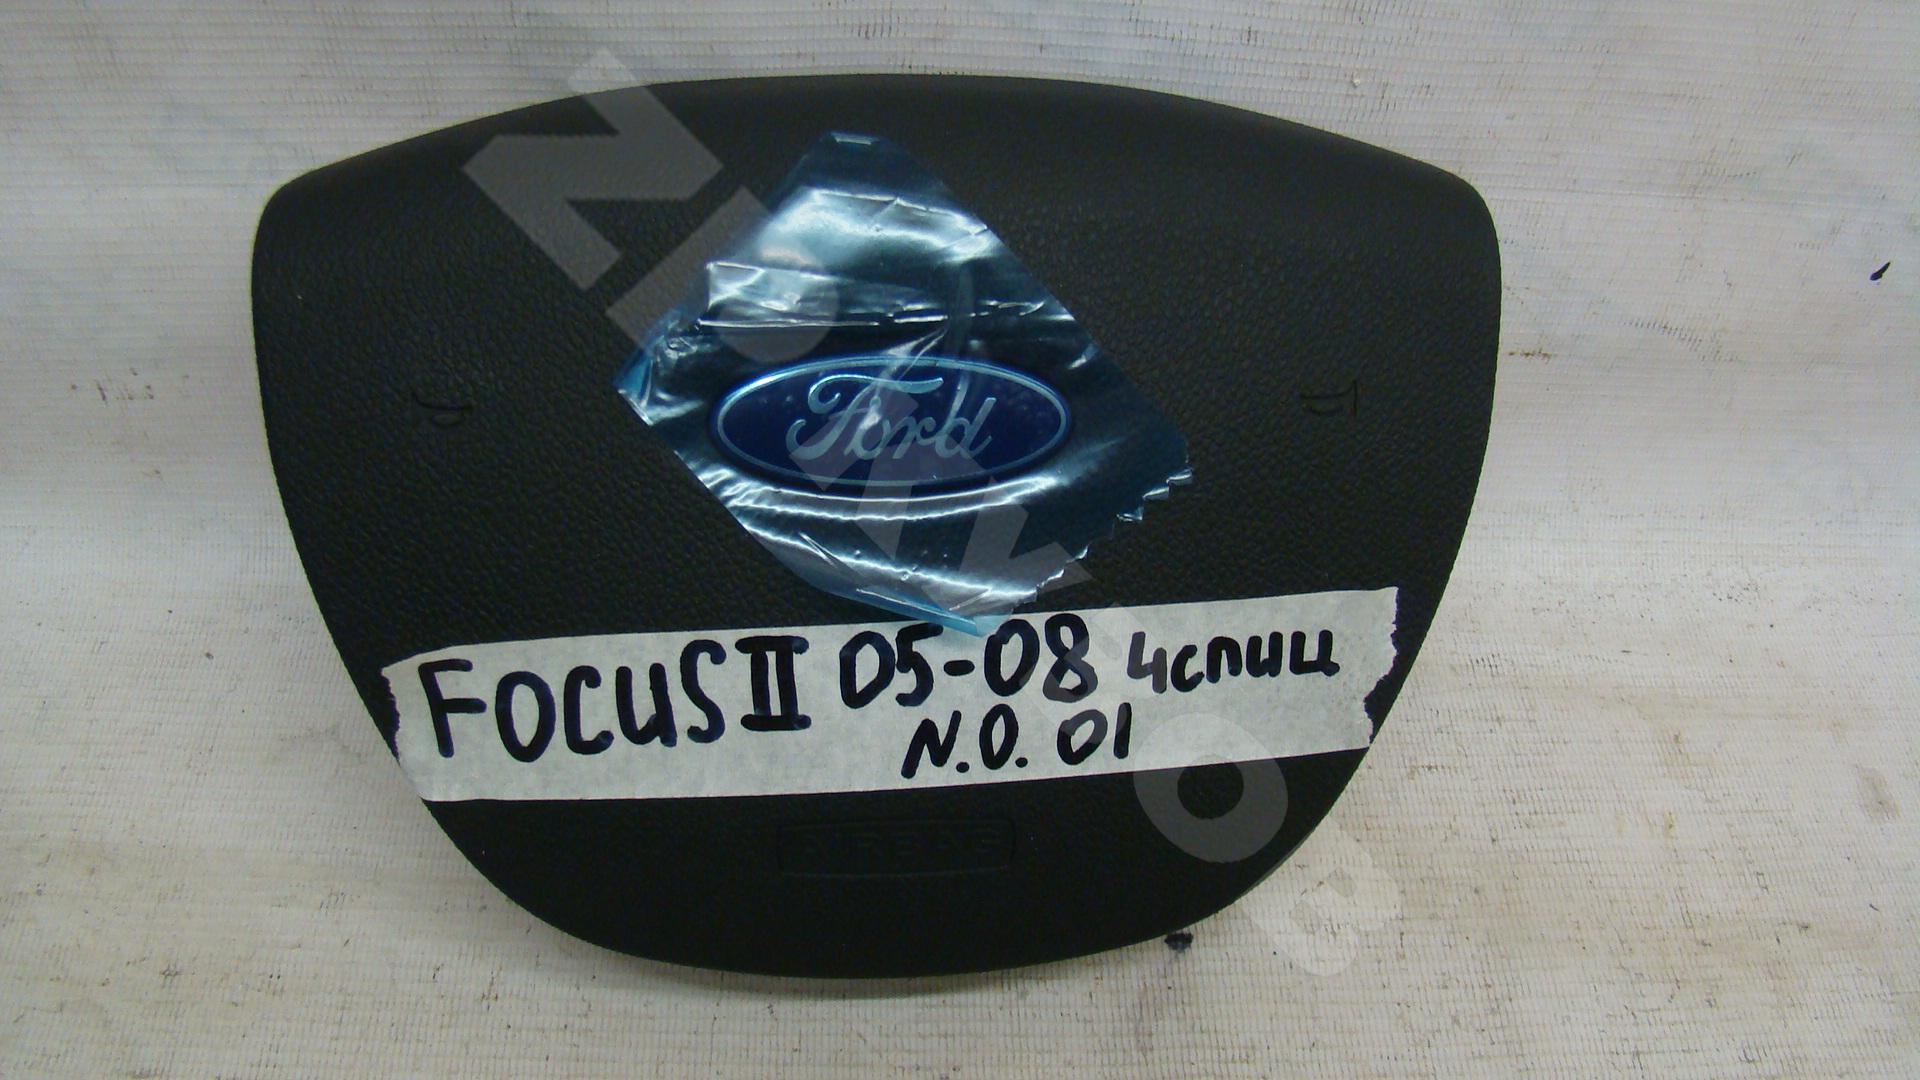 Ford
FOCUS II 05-08 4спиц
N.O. 01
AIRBAG